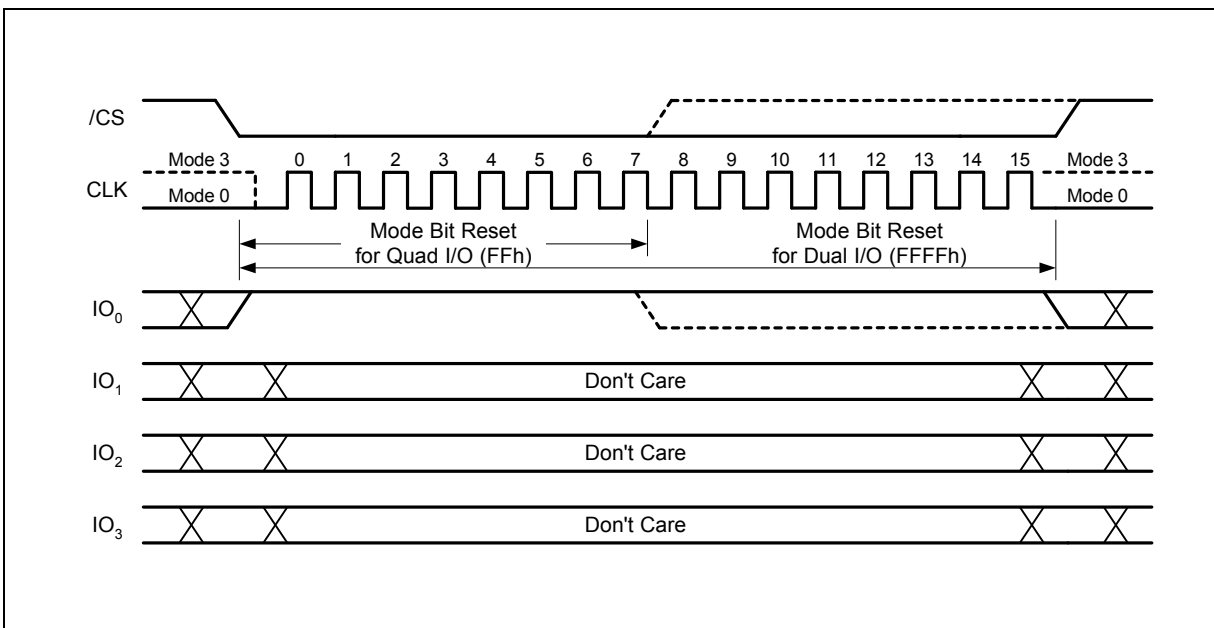 /CS
Mode 3 0 1 2 3 4 5 6 7 8 9 10 11 12 13 14 15 Mode 3
CLK Mode 0 Mode 0
Mode Bit Reset
for Quad I/O (FFh)
Mode Bit Reset
for Dual I/O (FFFFh)
IO0
IO1 Don't Care
IO2 Don't Care
IO3 Don't Care